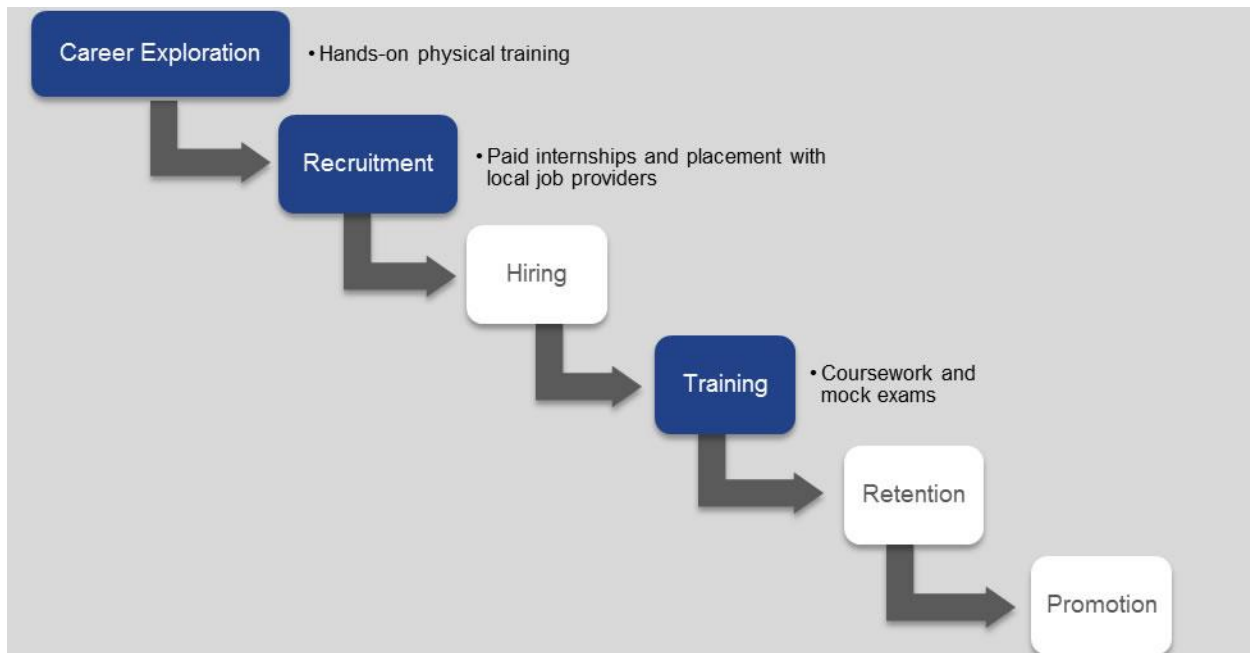 Career Exploration
• Hands-on physical training
Recruitment
• Paid internships and placement with
local job providers
Hiring
Training
• Coursework and
mock exams
Retention
Promotion